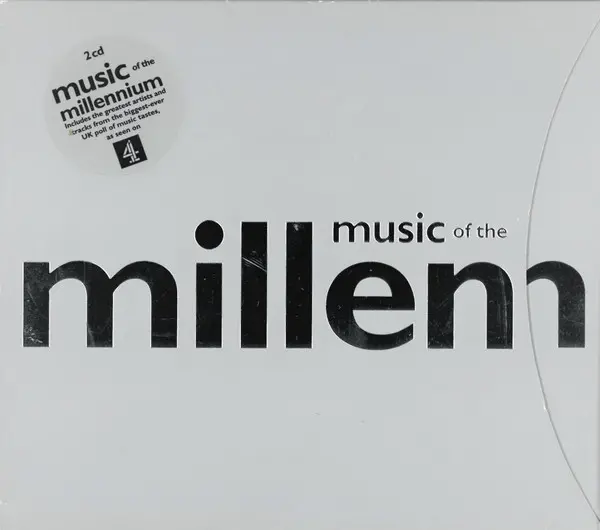 2cd
music of the
millennium
Includes the greatest artists and
tracks from the biggest-ever
UK poll of music tastes,
as seen on
4
music of the
millem